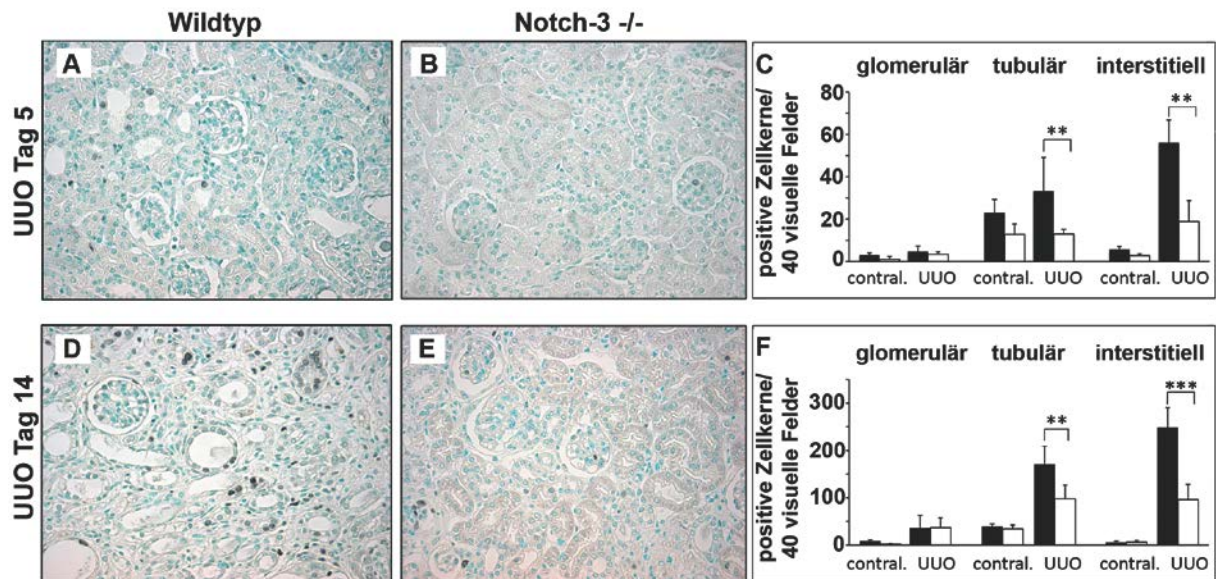 Wildtyp
Notch-3 -/-
UUO Tag 5
A
B
C
glomerulär tubulär interstitiell
positive Zellkerne/
40 visuelle Felder
80
60
40
20
0
**
**
contral. UUO contral. UUO contral. UUO
UUO Tag 14
D
E
F
glomerulär tubulär interstitiell
positive Zellkerne/
40 visuelle Felder
300
200
100
0
**
***
contral. UUO contral. UUO contral. UUO